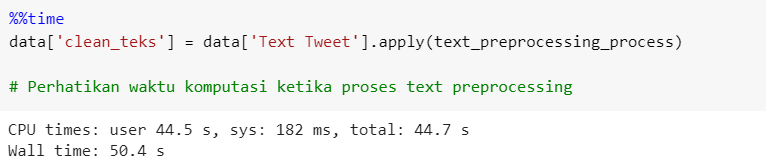 %%time
data['clean_teks'] = data['Text Tweet'].apply(text_preprocessing_process)
# Perhatikan waktu komputasi ketika proses text preprocessing
CPU times: user 44.5 s, sys: 182 ms, total: 44.7 s
Wall time: 50.4 s